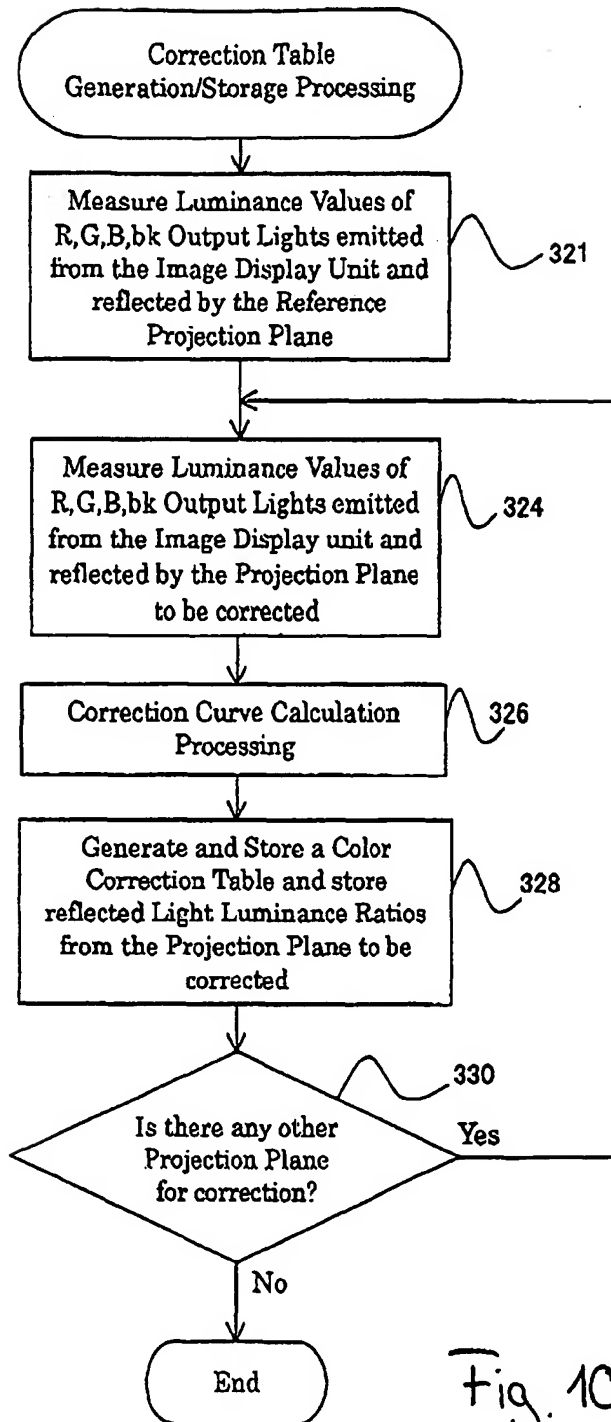 Correction Table
Generation/Storage Processing
Measure Luminance Values of
R,G,B,bk Output Lights emitted
from the Image Display Unit and
reflected by the Reference
Projection Plane
321
Measure Luminance Values of
R,G,B,bk Output Lights emitted
from the Image Display unit and
reflected by the Projection Plane
to be corrected
324
Correction Curve Calculation
Processing
326
Generate and Store a Color
Correction Table and store
reflected Light Luminance Ratios
from the Projection Plane to be
corrected
328
330
Is there any other
Projection Plane
for correction?
Yes
No
End
Fig. 10